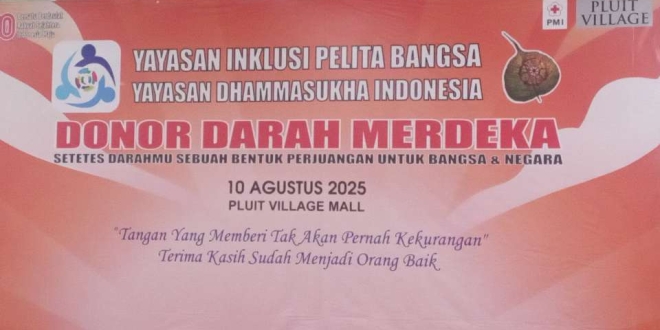 PMI
PLUIT
VILLAGE
YAYASAN INKLUSI PELITA BANGSA
YAYASAN DHAMMASUKHA INDONESIA
DONOR DARAH MERDEKA
SETETES DARAHMU SEBUAH BENTUK PERJUANGAN UNTUK BANGSA & NEGARA
10 AGUSTUS 2025
PLUIT VILLAGE MALL
"Tangan Yang Memberi Tak Akan Pernah Kekurangan"
Terima Kasih Sudah Menjadi Orang Baik